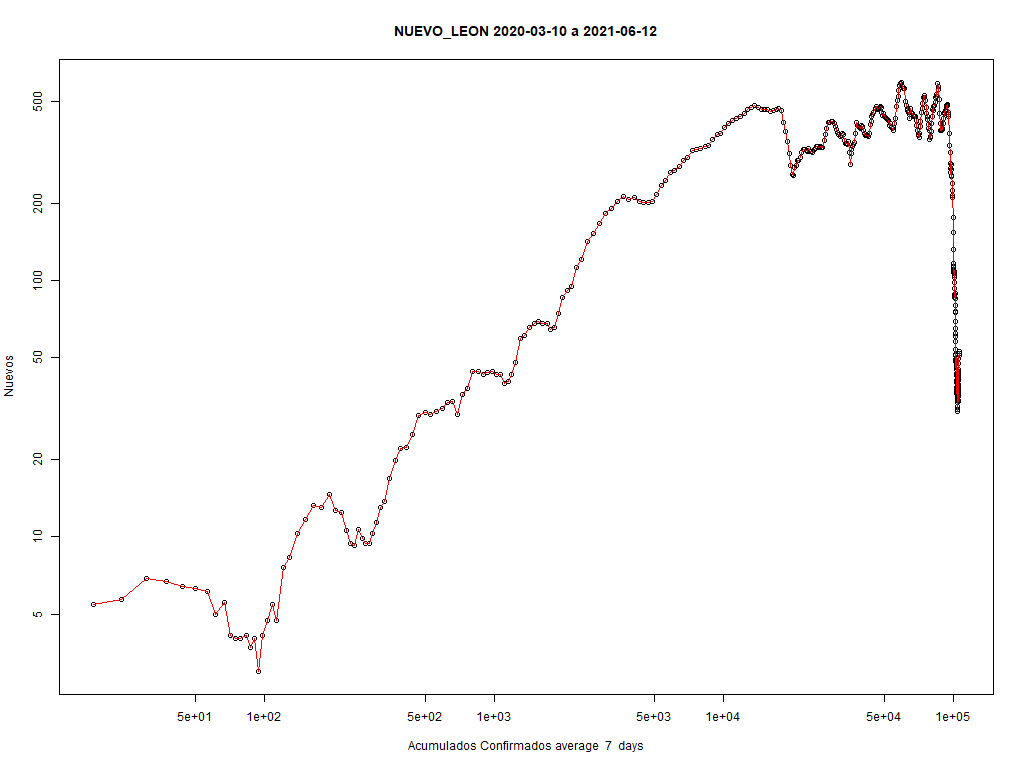 NUEVO_LEON 2020-03-10 a 2021-06-12
500
200
100
50
20
10
5
Nuevos
5e+01 1e+02 5e+02 1e+03 5e+03 1e+04 5e+04 1e+05
Acumulados Confirmados average 7 days